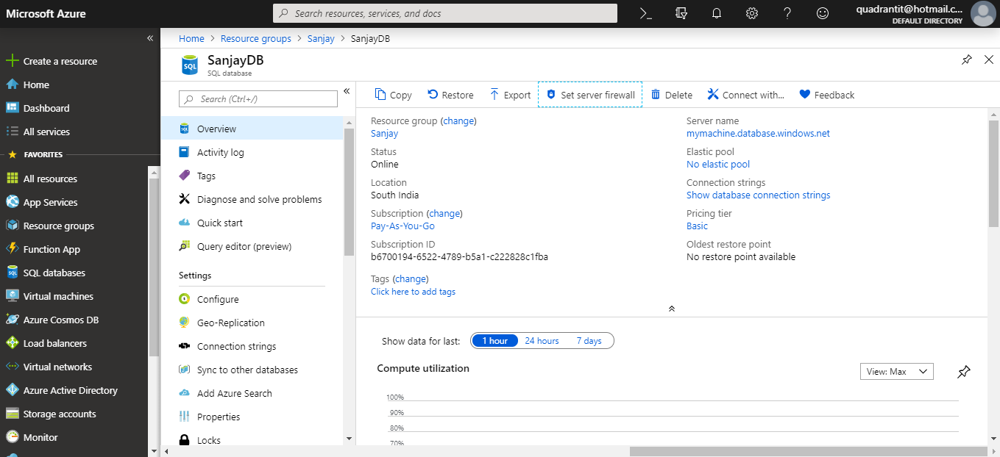 Microsoft Azure
Search resources, services, and docs
quadrantit@hotmail.c...
DEFAULT DIRECTORY
Create a resource
Home
Dashboard
All services
FAVORITES
All resources
App Services
Resource groups
Function App
SQL databases
Virtual machines
Azure Cosmos DB
Load balancers
Virtual networks
Azure Active Directory
Storage accounts
Monitor
Home > Resource groups > Sanjay > SanjayDB
SQL
SanjayDB
SQL database
Search (Ctrl+/)
Overview
Activity log
Tags
Diagnose and solve problems
Quick start
Query editor (preview)
Settings
Configure
Geo-Replication
Connection strings
Sync to other databases
Add Azure Search
Properties
Locks
Copy Restore Export Set server firewall Delete Connect with... Feedback
Resource group (change)
Sanjay
Status
Online
Location
South India
Subscription (change)
Pay-As-You-Go
Subscription ID
b6700194-6522-4789-b5a1-c222828c1fba
Tags (change)
Click here to add tags
Server name
mymachine.database.windows.net
Elastic pool
No elastic pool
Connection strings
Show database connection strings
Pricing tier
Basic
Oldest restore point
No restore point available
Show data for last: 1 hour 24 hours 7 days
Compute utilization
View: Max
100%
90%
80%
70%